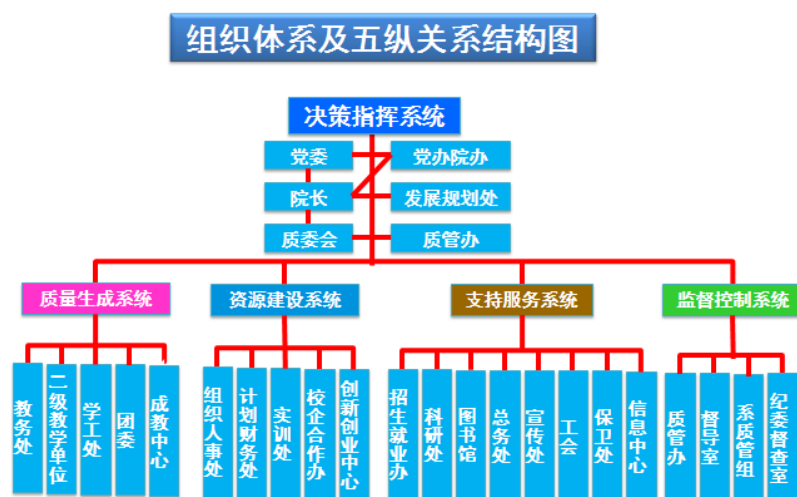 组织体系及五纵关系结构图
决策指挥系统
党委
党办院办
院长
发展规划处
质委会
质管办
质量生成系统
资源建设系统
支持服务系统
监督控制系统
教务处
二级教学单位
学工处
团委
成教中心
组织人事处
计划财务处
实训处
校企合作办
创新创业中心
招生就业办
科研处
图书馆
总务处
宣传处
工会
保卫处
信息中心
质管办
督导室
系质管组
纪委督查室